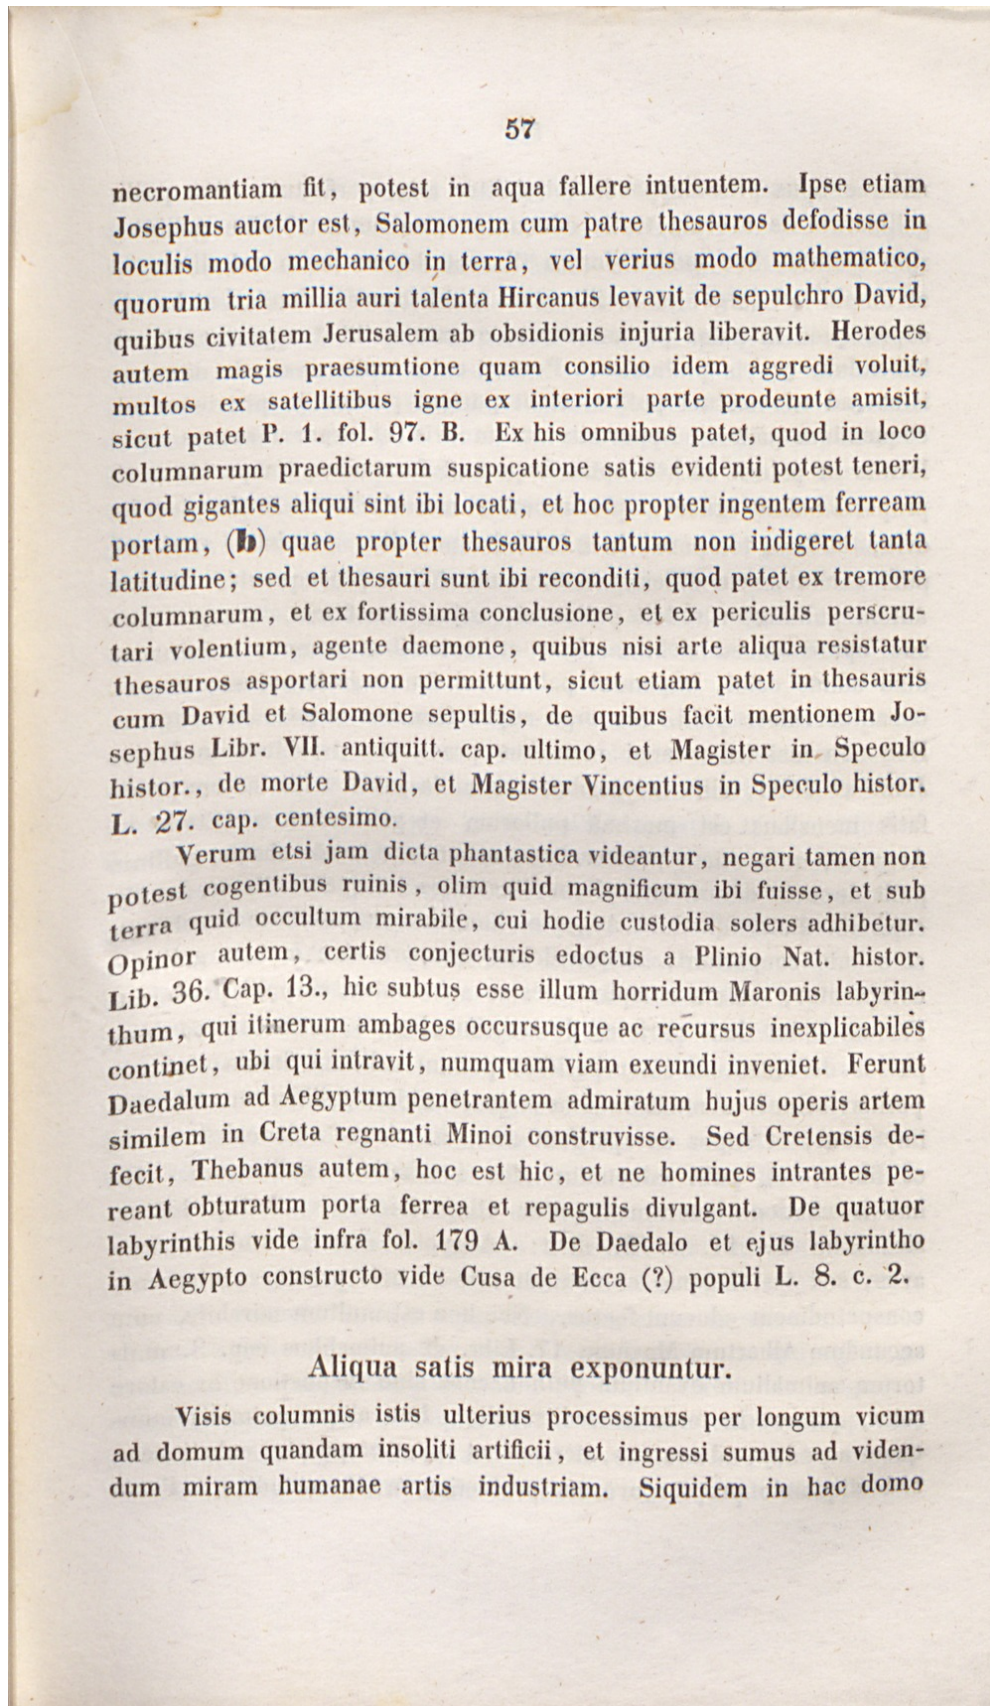 57
necromantiam fit, potest in aqua fallere intuentem. Ipse etiam
Josephus auctor est, Salomonem cum patre thesauros defodisse in
loculis modo mechanico in terra, vel verius modo mathematico,
quorum tria millia auri talenta Hircanus levavit de sepulchro David,
quibus civitatem Jerusalem ab obsidionis injuria liberavit. Herodes
autem magis praesumtione quam consilio idem aggredi voluit,
multos ex satellitibus igne ex interiori parte prodeunte amisit,
sicut patet P. 1. fol. 97. B. Ex his omnibus patet, quod in loco
columnarum praedictarum suspicatione satis evidenti potest teneri,
quod gigantes aliqui sint ibi locati, et hoc propter ingentem ferream
portam, (b) quae propter thesauros tantum non indigeret tanta
latitudine; sed et thesauri sunt ibi reconditi, quod patet ex tremore
columnarum, et ex fortissima conclusione, et ex periculis perscru-
tari volentium, agente daemone, quibus nisi arte aliqua resistatur
thesauros asportari non permittunt, sicut etiam patet in thesauris
cum David et Salomone sepultis, de quibus facit mentionem Jo-
sephus Libr. VII. antiquitt. cap. ultimo, et Magister in Speculo
histor., de morte David, et Magister Vincentius in Speculo histor.
L. 27. cap. centesimo.
Verum etsi jam dicta phantastica videantur, negari tamen non
potest cogentibus ruinis, olim quid magnificum ibi fuisse, et sub
terra quid occultum mirabile, cui hodie custodia solers adhibetur.
Opinor autem, certis conjecturis edoctus a Plinio Nat. histor.
Lib. 36. Cap. 13., hic subtus esse illum horridum Maronis labyrin-
thum, qui itinerum ambages occursusque ac recursus inexplicabiles
continet, ubi qui intravit, numquam viam exeundi inveniet. Ferunt
Daedalum ad Aegyptum penetrantem admiratum hujus operis artem
similem in Creta regnanti Minoi construvisse. Sed Cretensis de-
fecit, Thebanus autem, hoc est hic, et ne homines intrantes pe-
reant obturatum porta ferrea et repagulis divulgant. De quatuor
labyrinthis vide infra fol. 179 A. De Daedalo et ejus labyrintho
in Aegypto constructo vide Cusa de Ecca (?) populi L. 8. c. 2.
Aliqua satis mira exponuntur.
Visis columnis istis ulterius processimus per longum vicum
ad domum quandam insoliti artificii, et ingressi sumus ad viden-
dum miram humanae artis industriam. Siquidem in hac domo